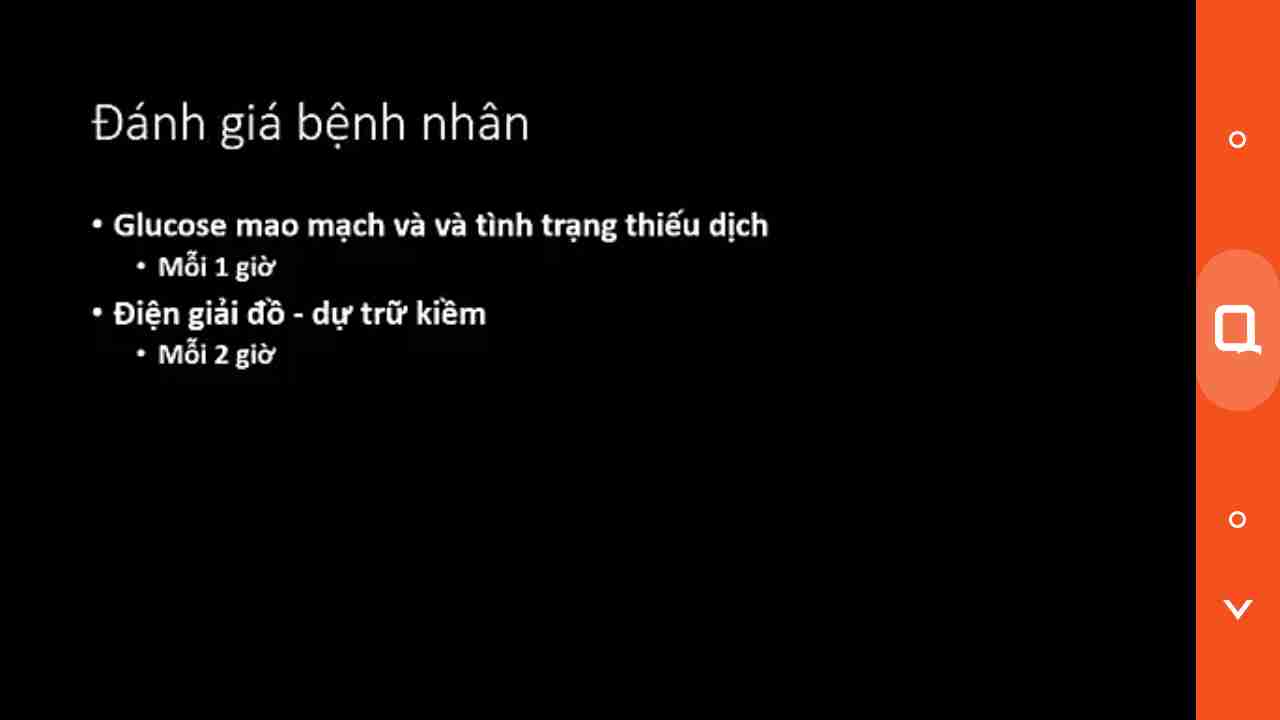 Đánh giá bệnh nhân
• Glucose mao mạch và và tình trạng thiếu dịch
• Mỗi 1 giờ
• Điện giải đồ - dự trữ kiềm
• Mỗi 2 giờ